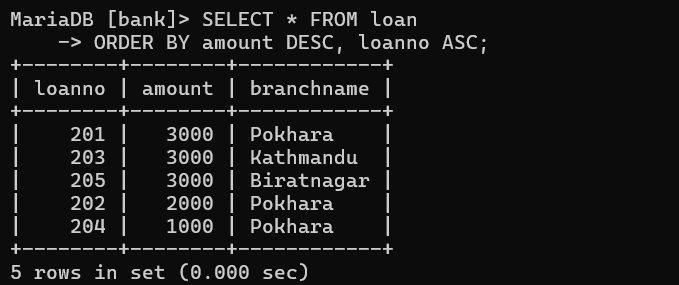 MariaDB [bank]> SELECT * FROM loan
    -> ORDER BY amount DESC, loanno ASC;
+--------+--------+------------+
| loanno | amount | branchname |
+--------+--------+------------+
|    201 |   3000 | Pokhara    |
|    203 |   3000 | Kathmandu  |
|    205 |   3000 | Biratnagar |
|    202 |   2000 | Pokhara    |
|    204 |   1000 | Pokhara    |
+--------+--------+------------+
5 rows in set (0.000 sec)